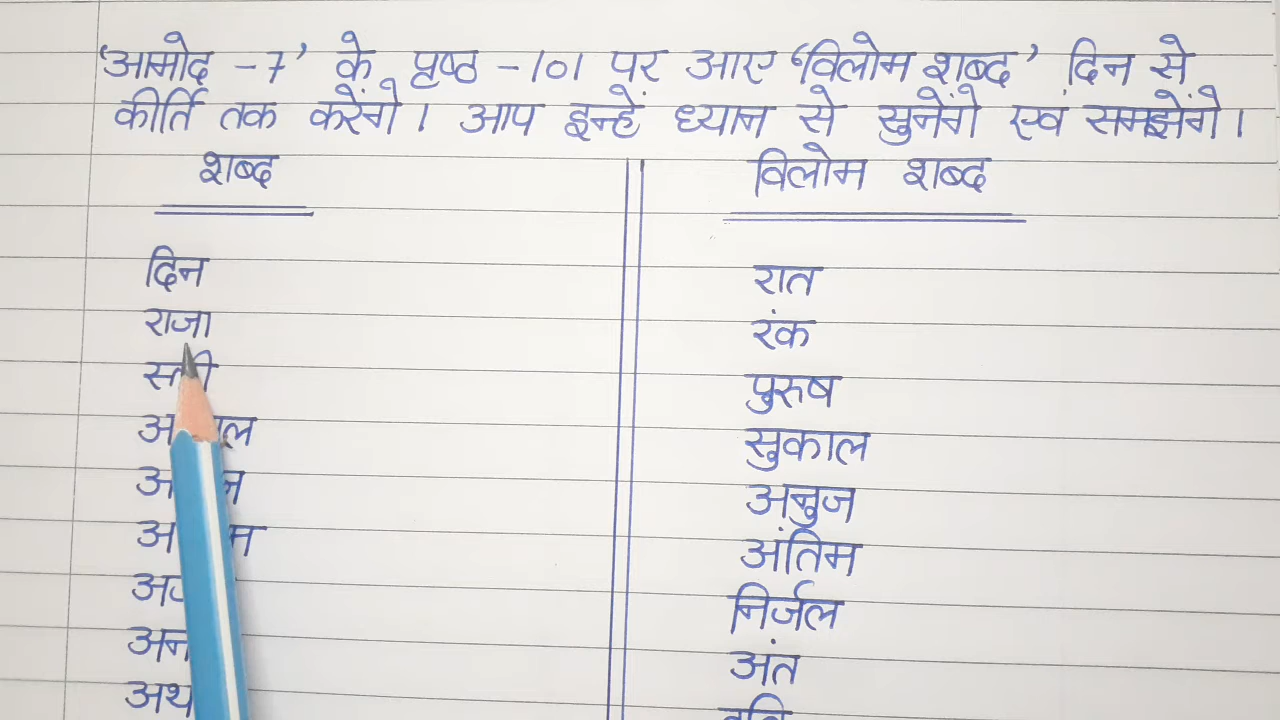 'आमोद -7' के पृष्ठ -101 पर आए 'विलोम शब्द' दिन से
कीर्ति तक करेंगे। आप इन्हें ध्यान से सुनेंगे एवं समझेंगे।
शब्द विलोम शब्द
दिन रात
राजा रंक
स्त्री पुरुष
सुकाल
अनुज
अंतिम
निर्जल
अंत